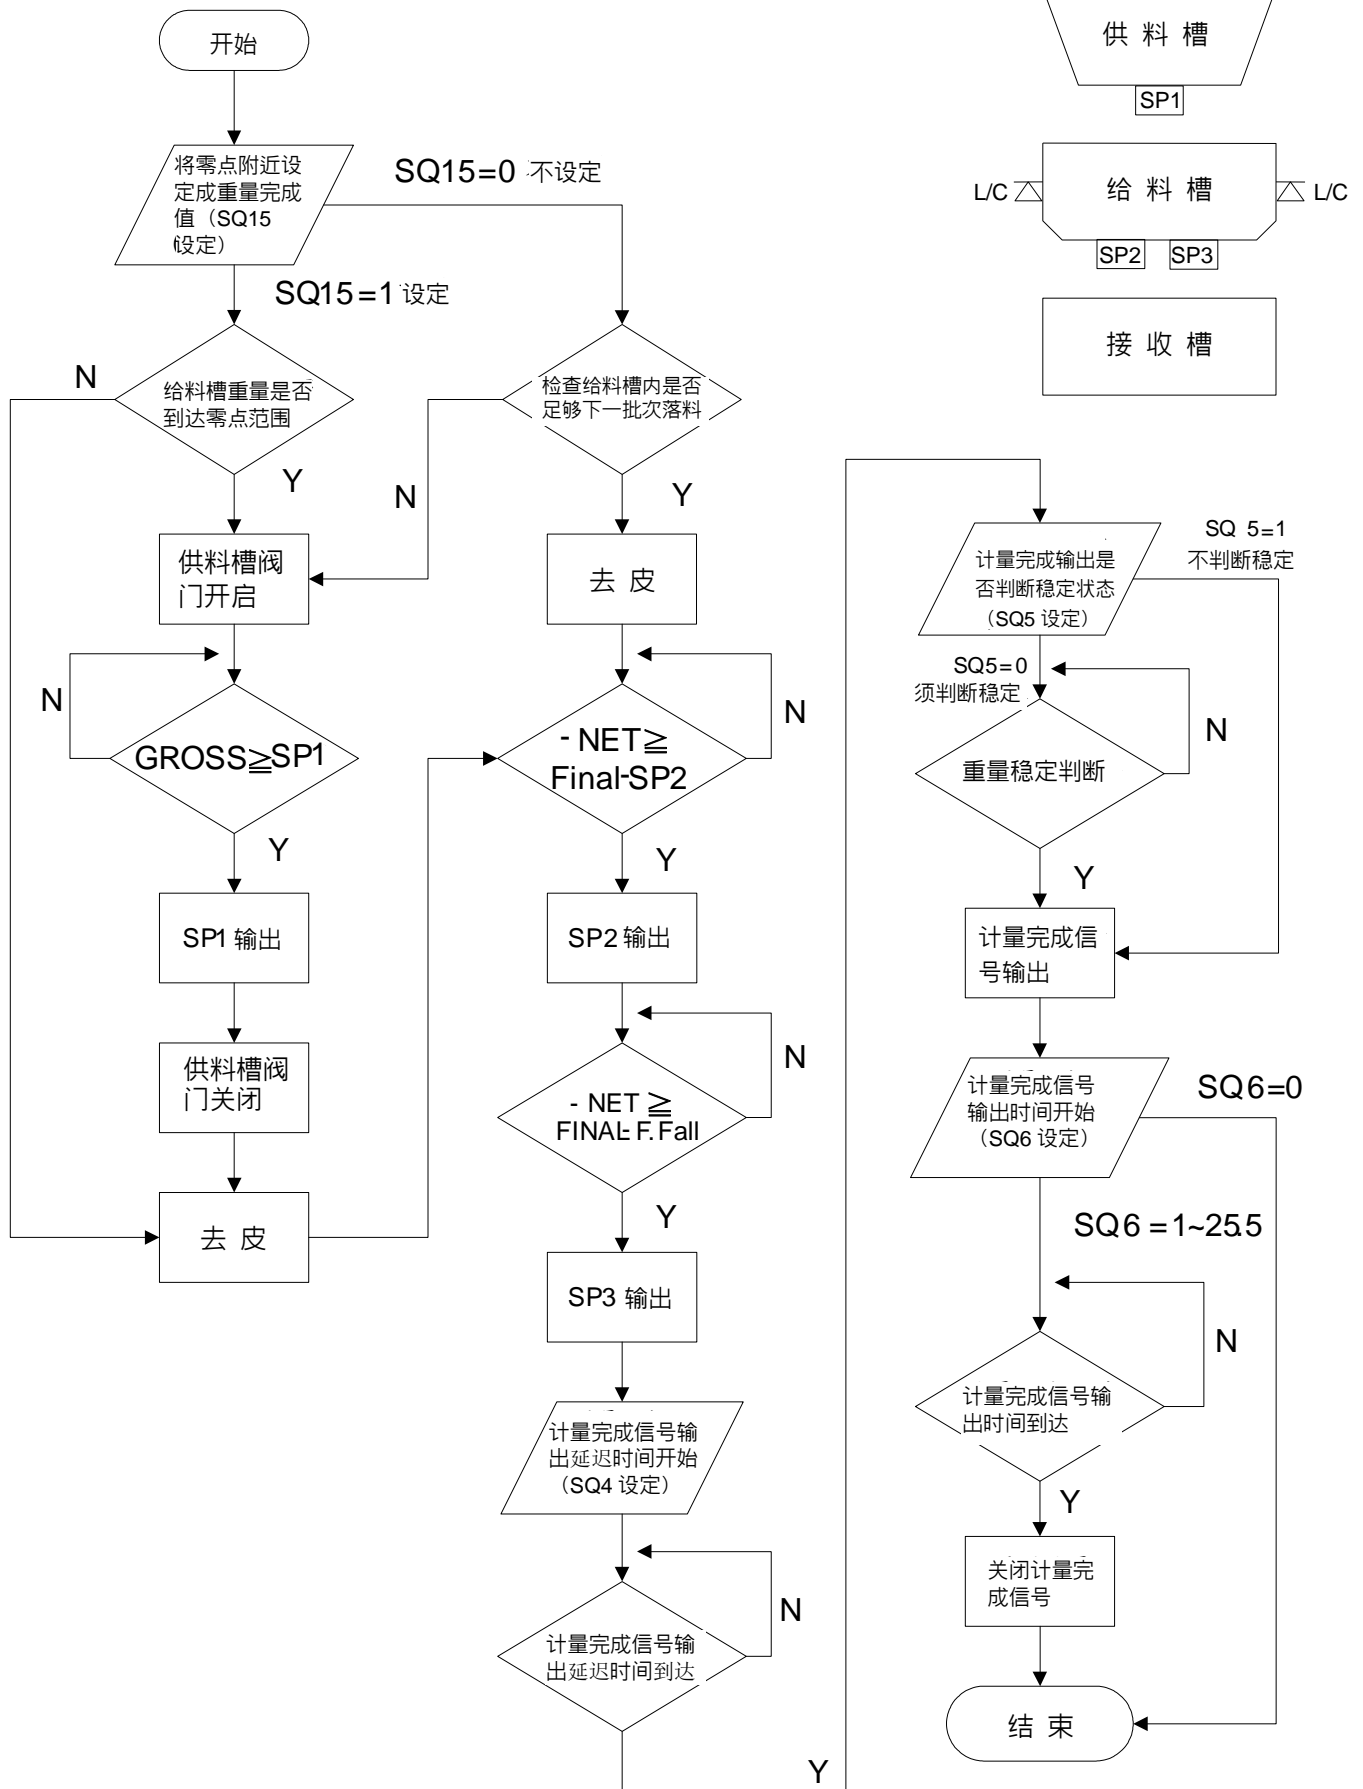 开始
将零点附近设
定成重量完成
值（SQ15
设定）
SQ15=0 不设定
SQ15=1 设定
N
给料槽重量是否
到达零点范围
Y
供料槽阀
门开启
N
GROSS≧SP1
Y
SP1 输出
供料槽阀
门关闭
去 皮
检查给料槽内是否
足够下一批次落料
N
Y
去 皮
- NET≧
Final-SP2
N
Y
SP2 输出
- NET ≧
FINAL- F.Fall
N
Y
SP3 输出
计量完成信号输
出延迟时间开始
（SQ4 设定）
计量完成信号输
出延迟时间到达
N
Y
供 料 槽
SP1
L/C
给 料 槽
L/C
SP2
SP3
接 收 槽
计量完成输出是
否判断稳定状态
（SQ5 设定）
SQ 5=1
不判断稳定
SQ5=0
须判断稳定
重量稳定判断
N
Y
计量完成信
号输出
计量完成信号
输出时间开始
（SQ6 设定）
SQ6=0
SQ6 =1~25.5
计量完成信号输
出时间到达
N
Y
关闭计量完
成信号
结 束